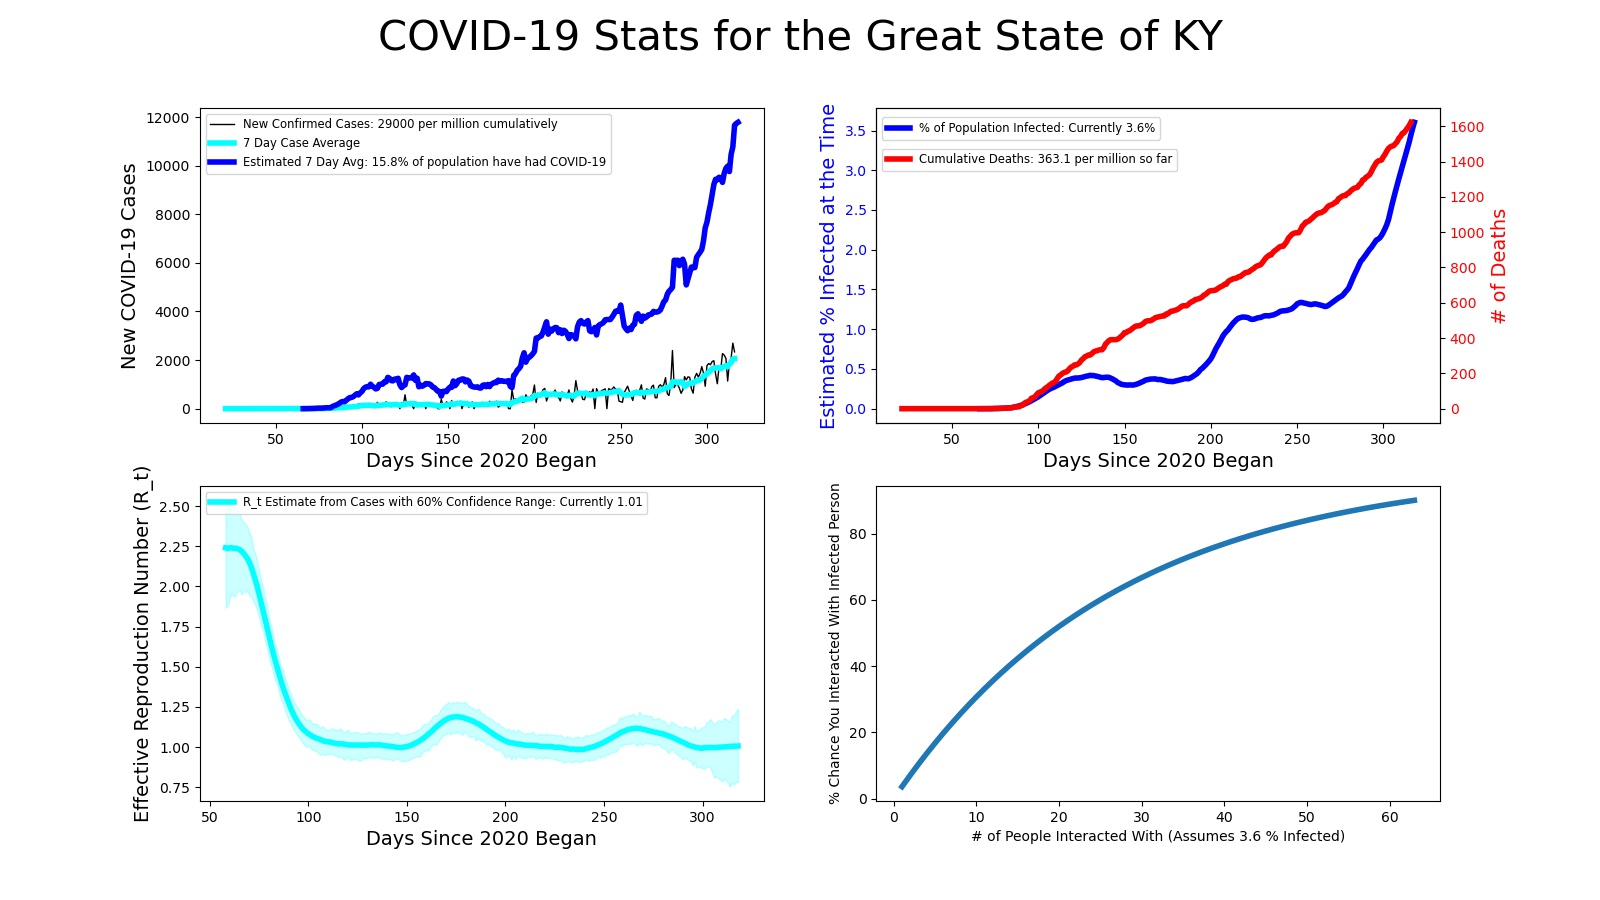 COVID-19 Stats for the Great State of KY
New COVID-19 Cases
12000
10000
8000
6000
4000
2000
0
New Confirmed Cases: 29000 per million cumulatively
7 Day Case Average
Estimated 7 Day Avg: 15.8% of population have had COVID-19
50 100 150 200 250 300
Days Since 2020 Began
Estimated % Infected at the Time
3.5
3.0
2.5
2.0
1.5
1.0
0.5
0.0
% of Population Infected: Currently 3.6%
Cumulative Deaths: 363.1 per million so far
1600
1400
1200
1000
800
600
400
200
0
# of Deaths
50 100 150 200 250 300
Days Since 2020 Began
Effective Reproduction Number (R_t)
2.50
2.25
2.00
1.75
1.50
1.25
1.00
0.75
R_t Estimate from Cases with 60% Confidence Range: Currently 1.01
50 100 150 200 250 300
Days Since 2020 Began
% Chance You Interacted With Infected Person
80
60
40
20
0
0 10 20 30 40 50 60
# of People Interacted With (Assumes 3.6 % Infected)